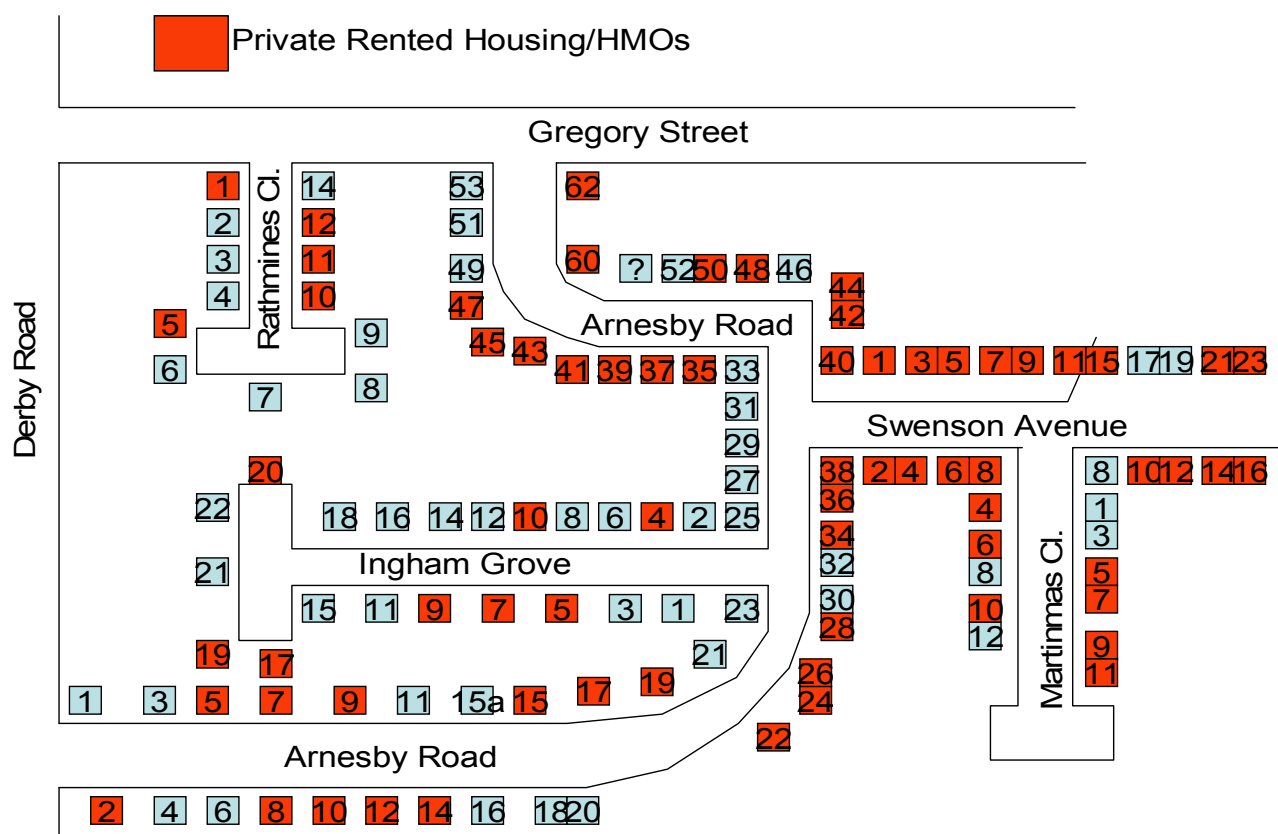 Private Rented Housing/HMOs
Gregory Street
Derby Road
Rathmines Cl.
1 14 53 62
2 12 51
3 11 49 60 ? 52 50 48 46
4 10 47 44
42
5 9 45 43 Arnesby Road
6 8 41 39 37 35 33 40 1 3 5 7 9 11 15 17 19 21 23
7 31
Swenson Avenue
29
20 27 38 2 4 6 8 8 10 12 14 16
22 18 16 14 12 10 8 6 4 2 25 36 4 1
34 6 3
Ingham Grove
21 32 8 5
15 11 9 7 5 3 1 23 30 10 7
28 12
Martinmas Cl.
19 17 21 9
19 26 11
1 3 5 7 9 11 15a 15 17 24
22
Arnesby Road
2 4 6 8 10 12 14 16 18 20